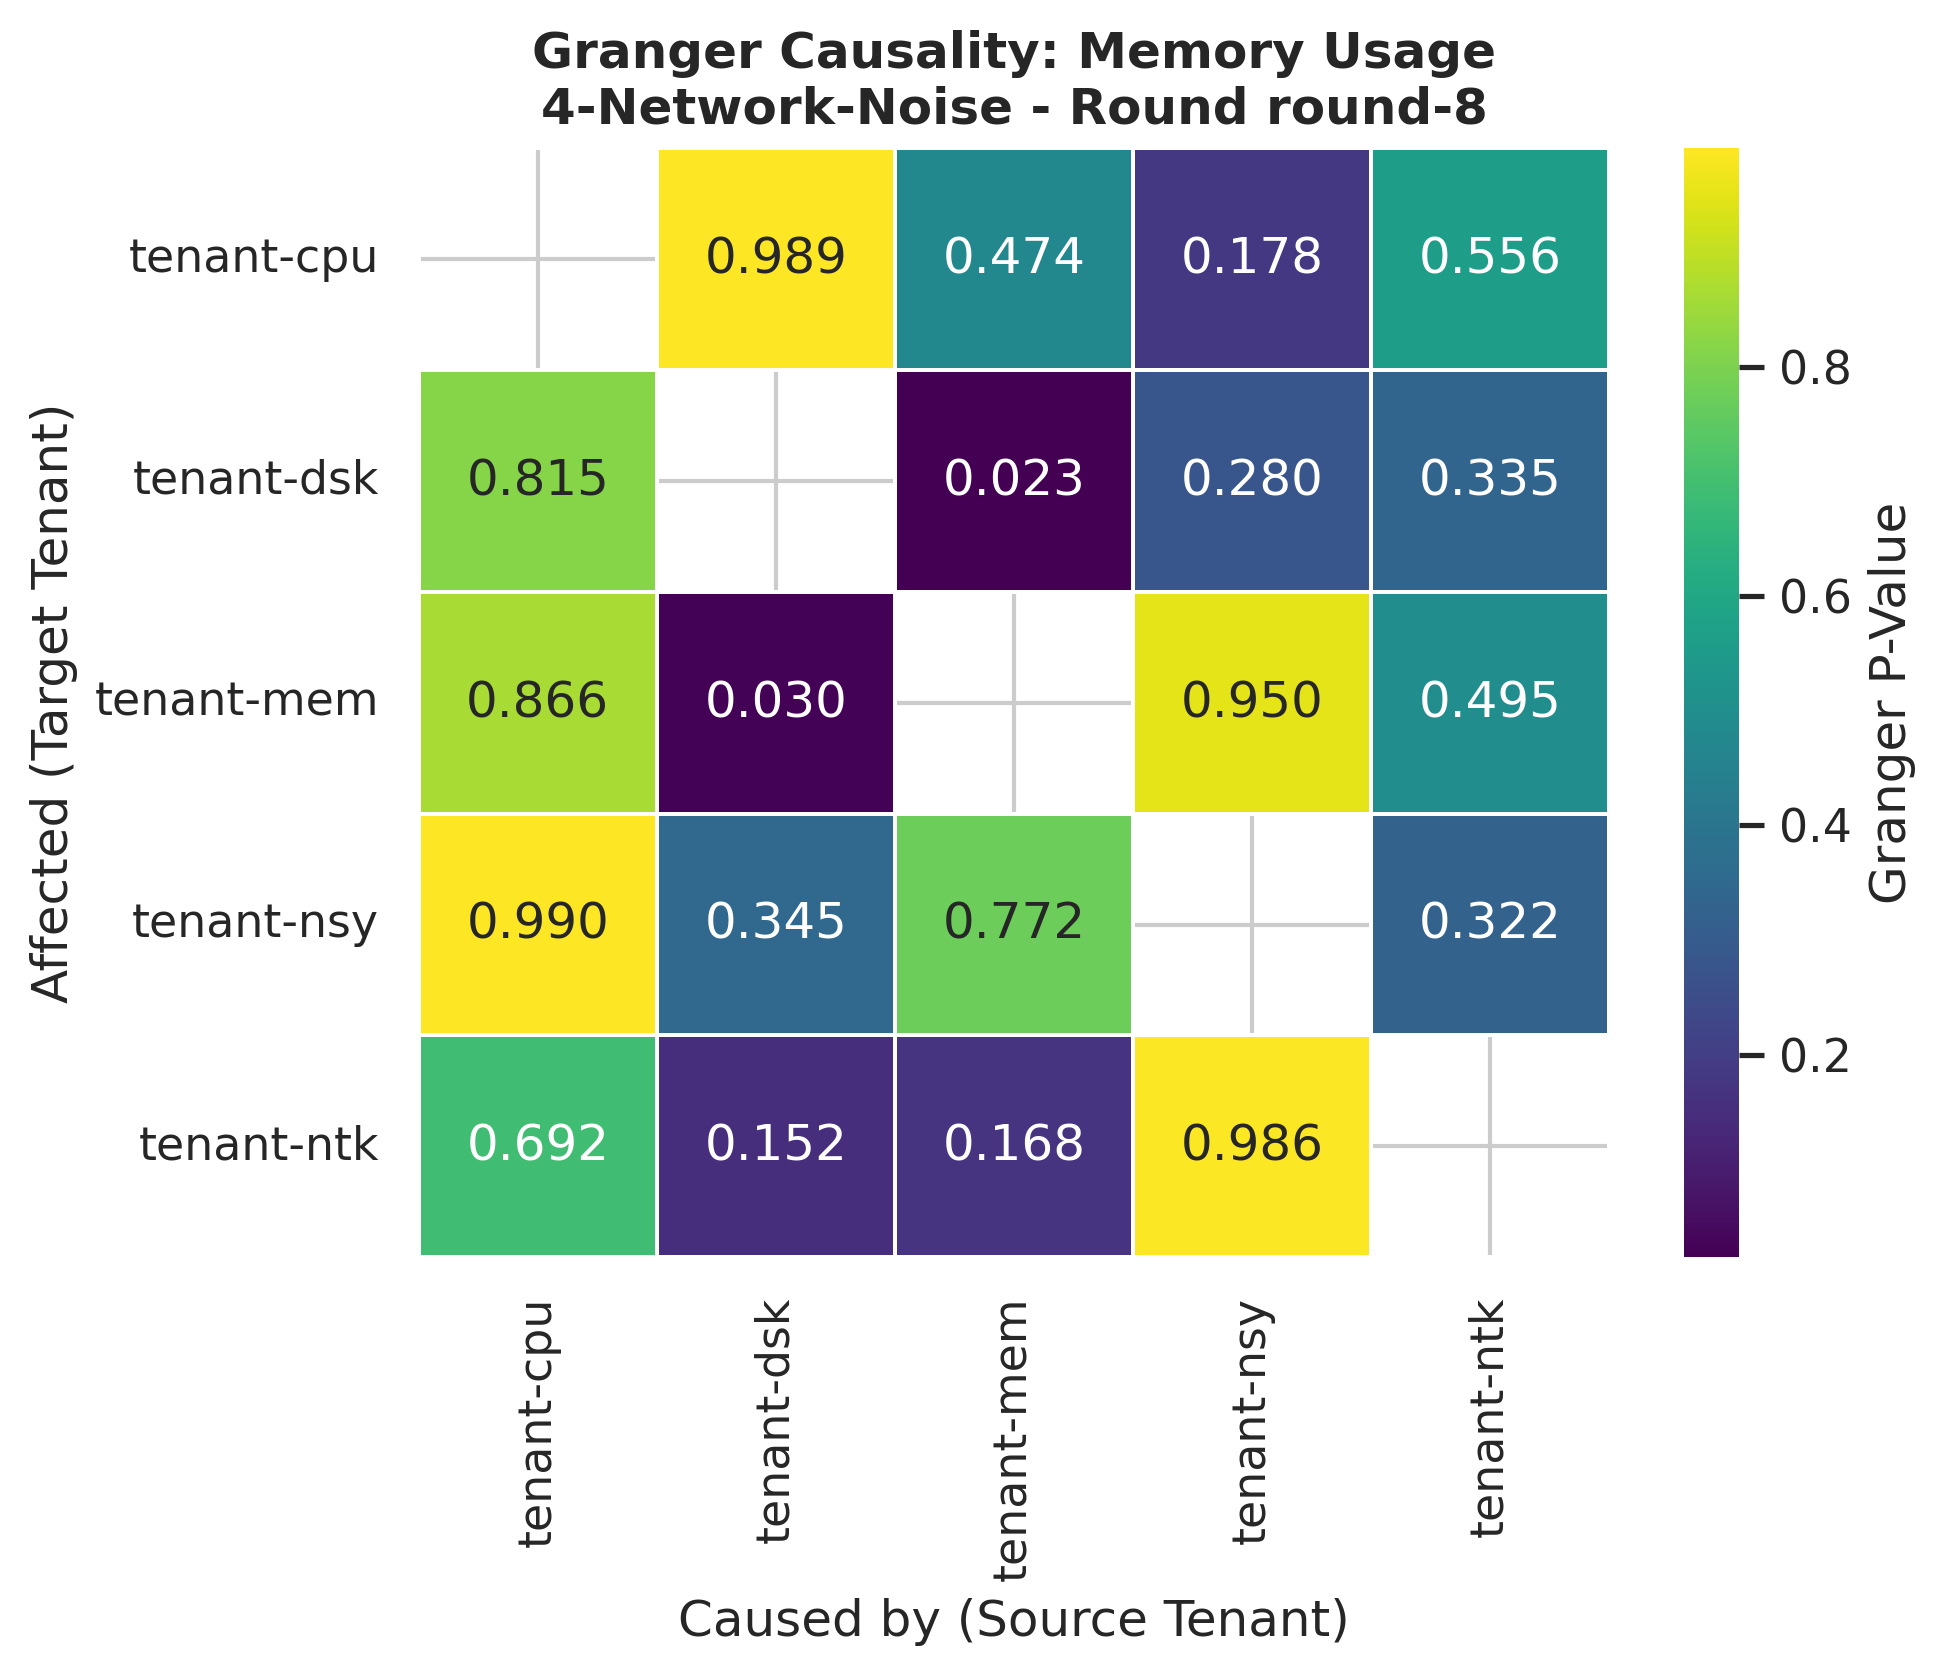 Granger Causality: Memory Usage
4-Network-Noise - Round round-8
Affected (Target Tenant)
tenant-cpu 0.989 0.474 0.178 0.556
tenant-dsk 0.815 0.023 0.280 0.335
tenant-mem 0.866 0.030 0.950 0.495
tenant-nsy 0.990 0.345 0.772 0.322
tenant-ntk 0.692 0.152 0.168 0.986
tenant-cpu
tenant-dsk
tenant-mem
tenant-nsy
tenant-ntk
Caused by (Source Tenant)
0.8
0.6
0.4
0.2
Granger P-Value